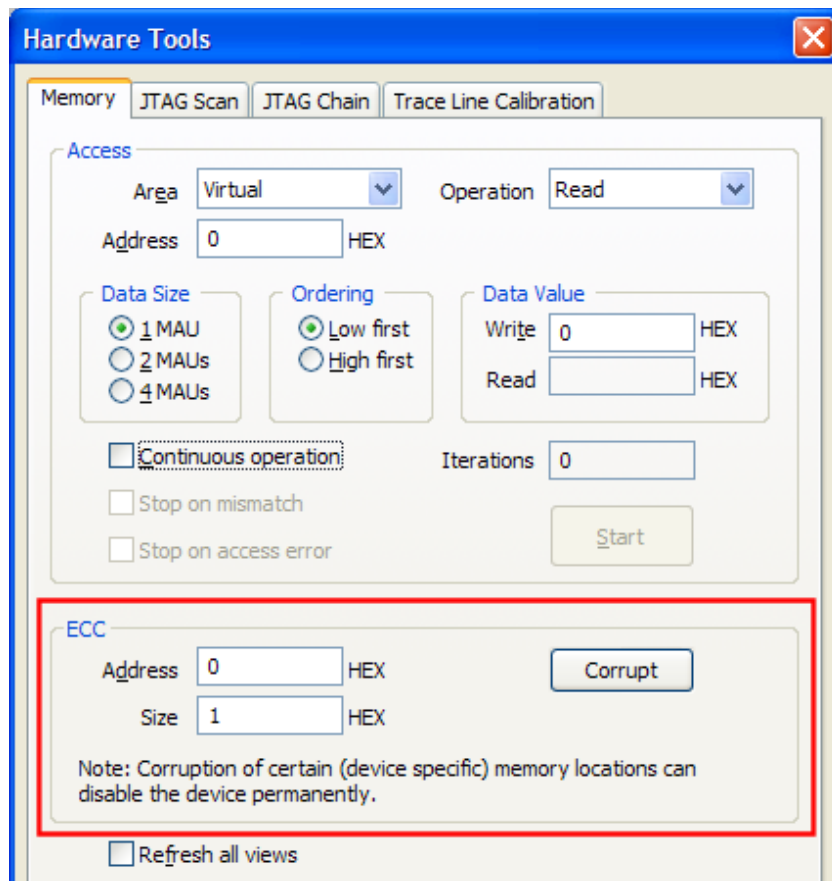 Hardware Tools
Memory JTAG Scan JTAG Chain Trace Line Calibration
Access
Area Virtual Operation Read
Address 0 HEX
Data Size Ordering Data Value
1 MAU Low first Write 0 HEX
2 MAUs High first
4 MAUs Read HEX
Continuous operation Iterations 0
Stop on mismatch
Stop on access error Start
ECC
Address 0 HEX Corrupt
Size 1 HEX
Note: Corruption of certain (device specific) memory locations can
disable the device permanently.
Refresh all views